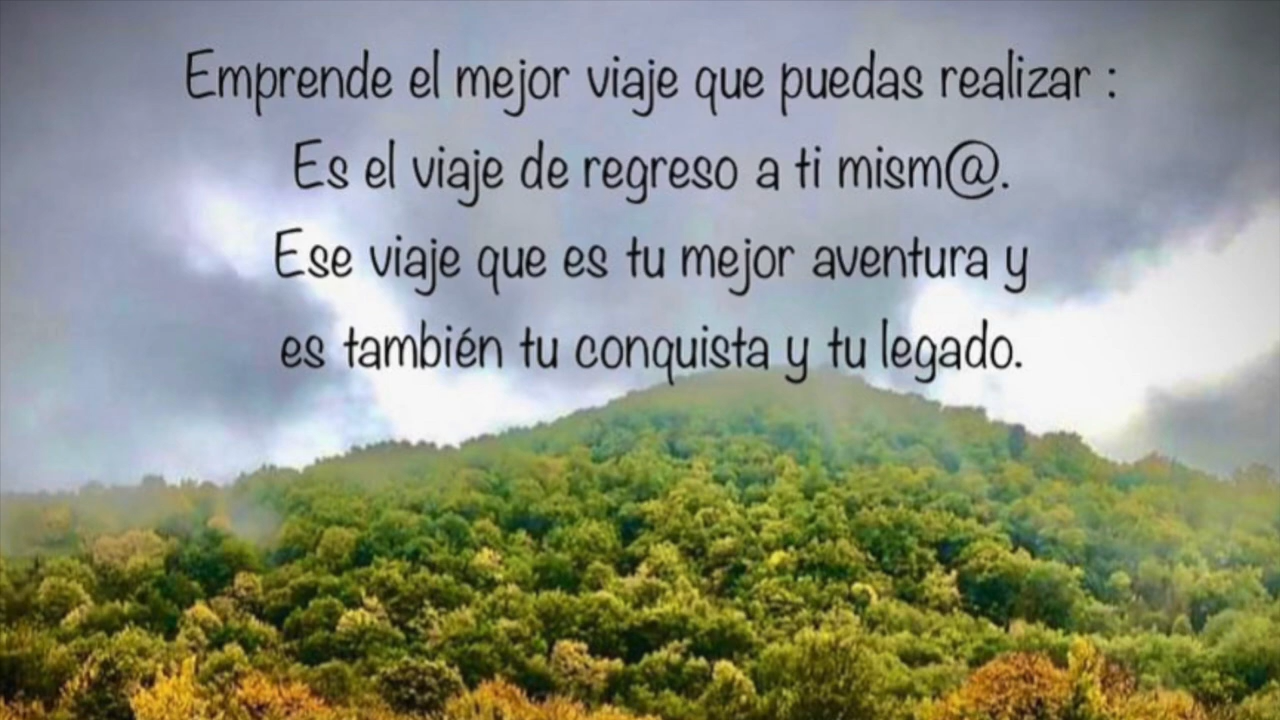 Emprende el mejor viaje que puedas realizar :
Es el viaje de regreso a ti mism@.
Ese viaje que es tu mejor aventura y
es también tu conquista y tu legado.